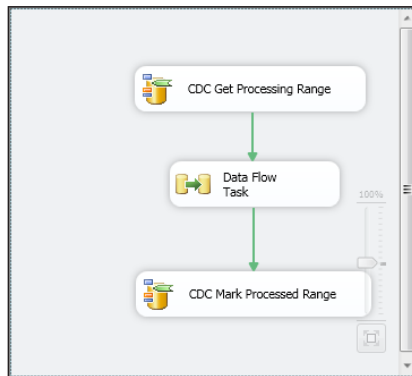 CDC Get Processing Range
Data Flow
Task
100%
CDC Mark Processed Range